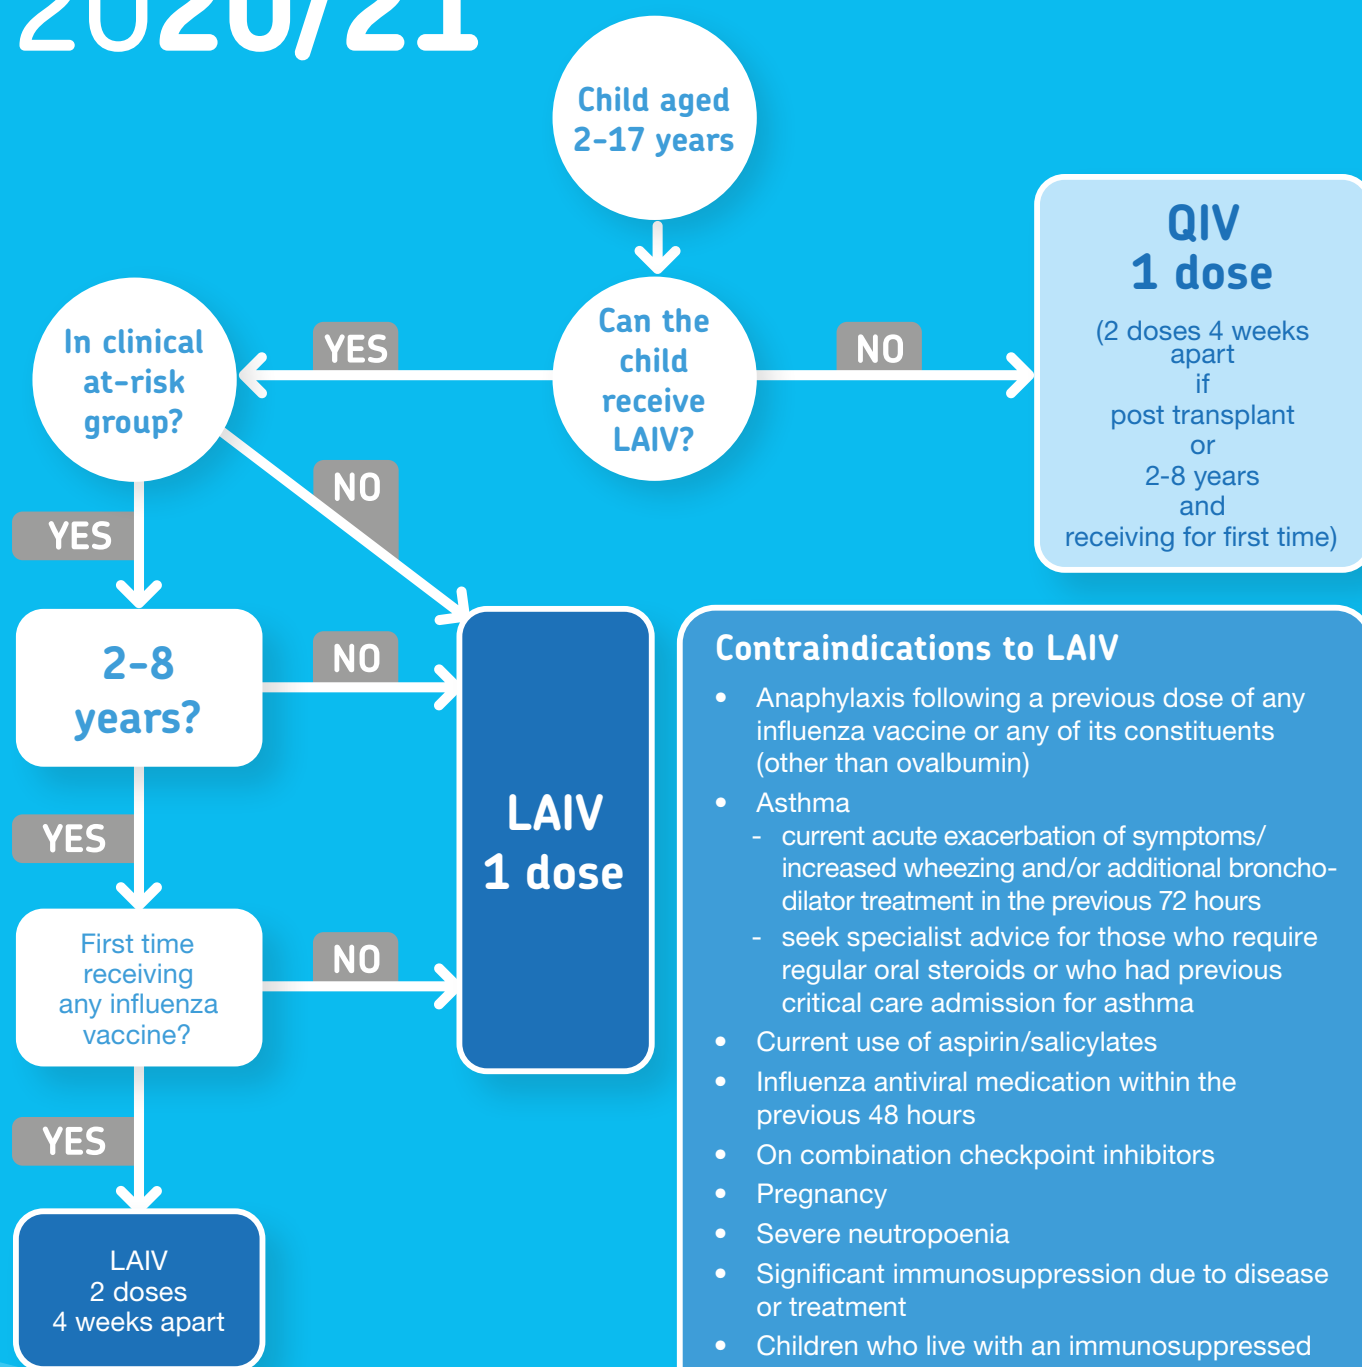 2020/21
Child aged
2-17 years
Can the
child
receive
LAIV?
YES
NO
In clinical
at-risk
group?
QIV
1 dose
(2 doses 4 weeks
apart
if
post transplant
or
2-8 years
and
receiving for first time)
NO
YES
2-8
years?
NO
YES
First time
receiving
any influenza
vaccine?
NO
YES
LAIV
2 doses
4 weeks apart
LAIV
1 dose
Contraindications to LAIV
• Anaphylaxis following a previous dose of any
influenza vaccine or any of its constituents
(other than ovalbumin)
• Asthma
- current acute exacerbation of symptoms/
increased wheezing and/or additional broncho-
dilator treatment in the previous 72 hours
- seek specialist advice for those who require
regular oral steroids or who had previous
critical care admission for asthma
• Current use of aspirin/salicylates
• Influenza antiviral medication within the
previous 48 hours
• On combination checkpoint inhibitors
• Pregnancy
• Severe neutropoenia
• Significant immunosuppression due to disease
or treatment
• Children who live with an immunosuppressed